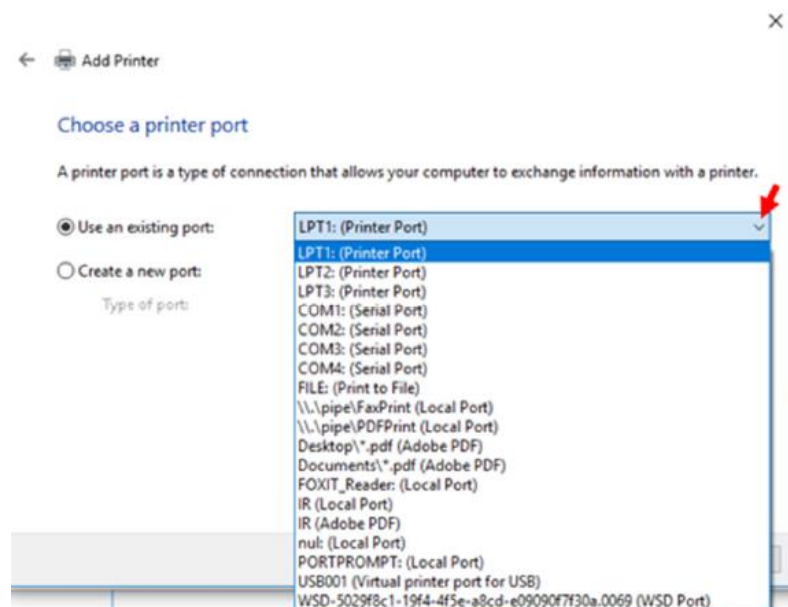 Add Printer
Choose a printer port
A printer port is a type of connection that allows your computer to exchange information with a printer.
Use an existing port:
LPT1: (Printer Port)
LPT1: (Printer Port)
LPT2: (Printer Port)
LPT3: (Printer Port)
COM1: (Serial Port)
COM2: (Serial Port)
COM3: (Serial Port)
COM4: (Serial Port)
FILE: (Print to File)
\\.\pipe\FaxPrint (Local Port)
\\.\pipe\PDFPrint (Local Port)
Desktop\*.pdf (Adobe PDF)
Documents\*.pdf (Adobe PDF)
FOXIT_Reader: (Local Port)
IR (Local Port)
IR (Adobe PDF)
nul: (Local Port)
PORTPROMPT: (Local Port)
USB001 (Virtual printer port for USB)
WSD-5029f8c1-19f4-4f5e-a8cd-e09090f7f30a.0069 (WSD Port)
Create a new port:
Type of port: